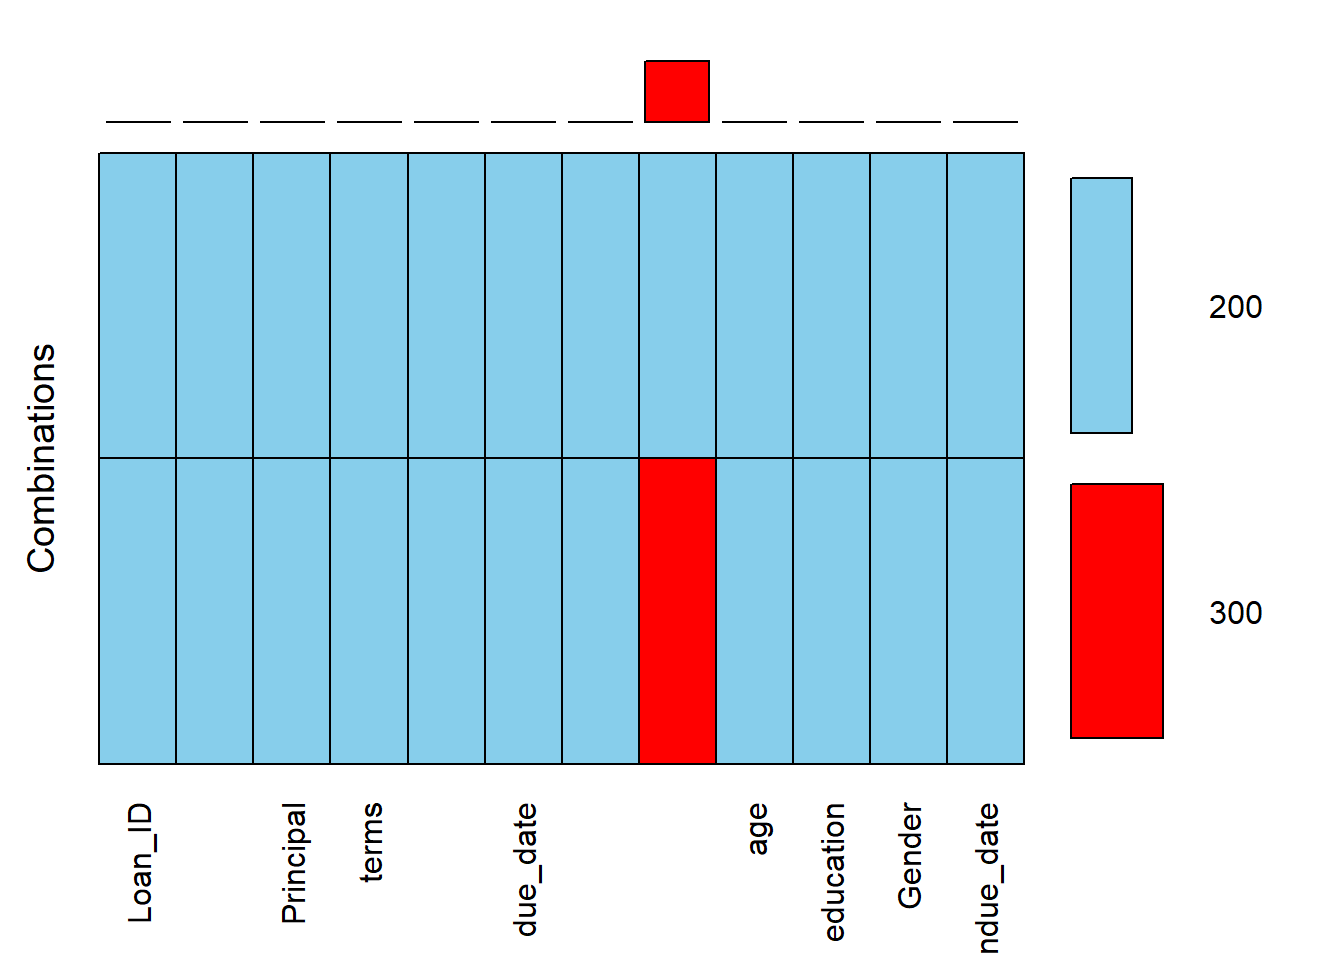 Combinations
200
300
Loan_ID
Principal
terms
due_date
age
education
Gender
ndue_date